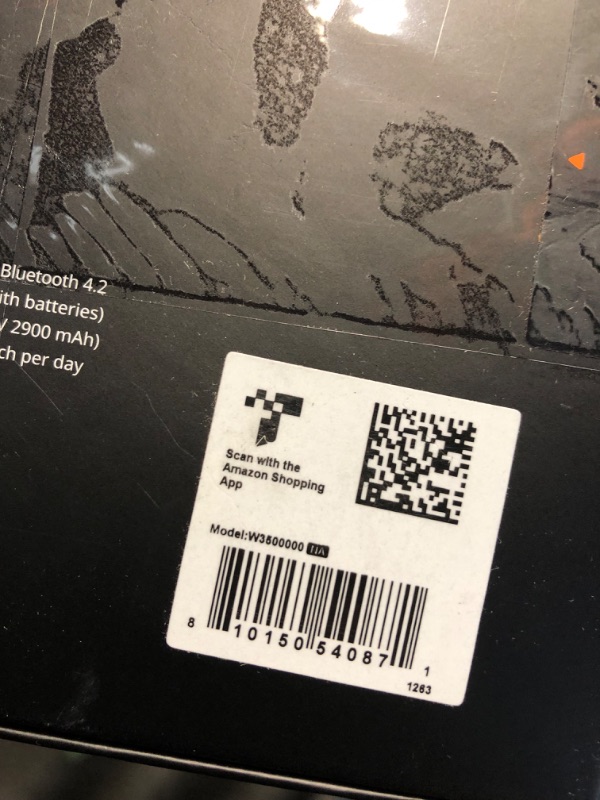 Bluetooth 4.2
ith batteries)
y 2900 mAh)
ch per day
Scan with the
Amazon Shopping
App
Model:W3500000 NA
8 10150 54087 1
1263